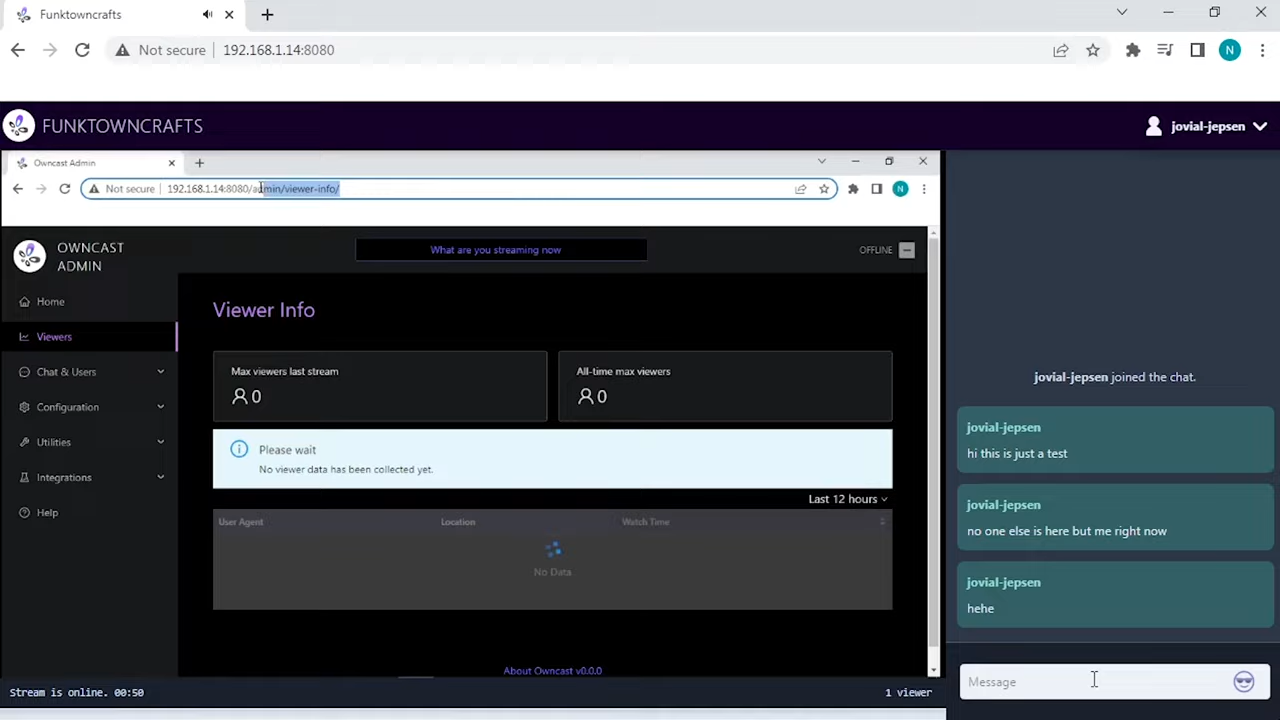 Funktowncrafts
Not secure
192.168.1.14:8080
N
FUNKTOWNCRAFTS
jovial-jepsen
Owncast Admin
Not secure
192.168.1.14:8080/admin/viewer-info/
N
OWNCAST
ADMIN
What are you streaming now
OFFLINE
Home
Viewers
Chat & Users
Configuration
Utilities
Integrations
Help
Viewer Info
Max viewers last stream
0
All-time max viewers
0
Please wait
No viewer data has been collected yet.
Last 12 hours
User Agent Location Watch Time
No Data
About Owncast v0.0.0
Stream is online. 00:50
1 viewer
jovial-jepsen joined the chat.
jovial-jepsen
hi this is just a test
jovial-jepsen
no one else is here but me right now
jovial-jepsen
hehe
Message